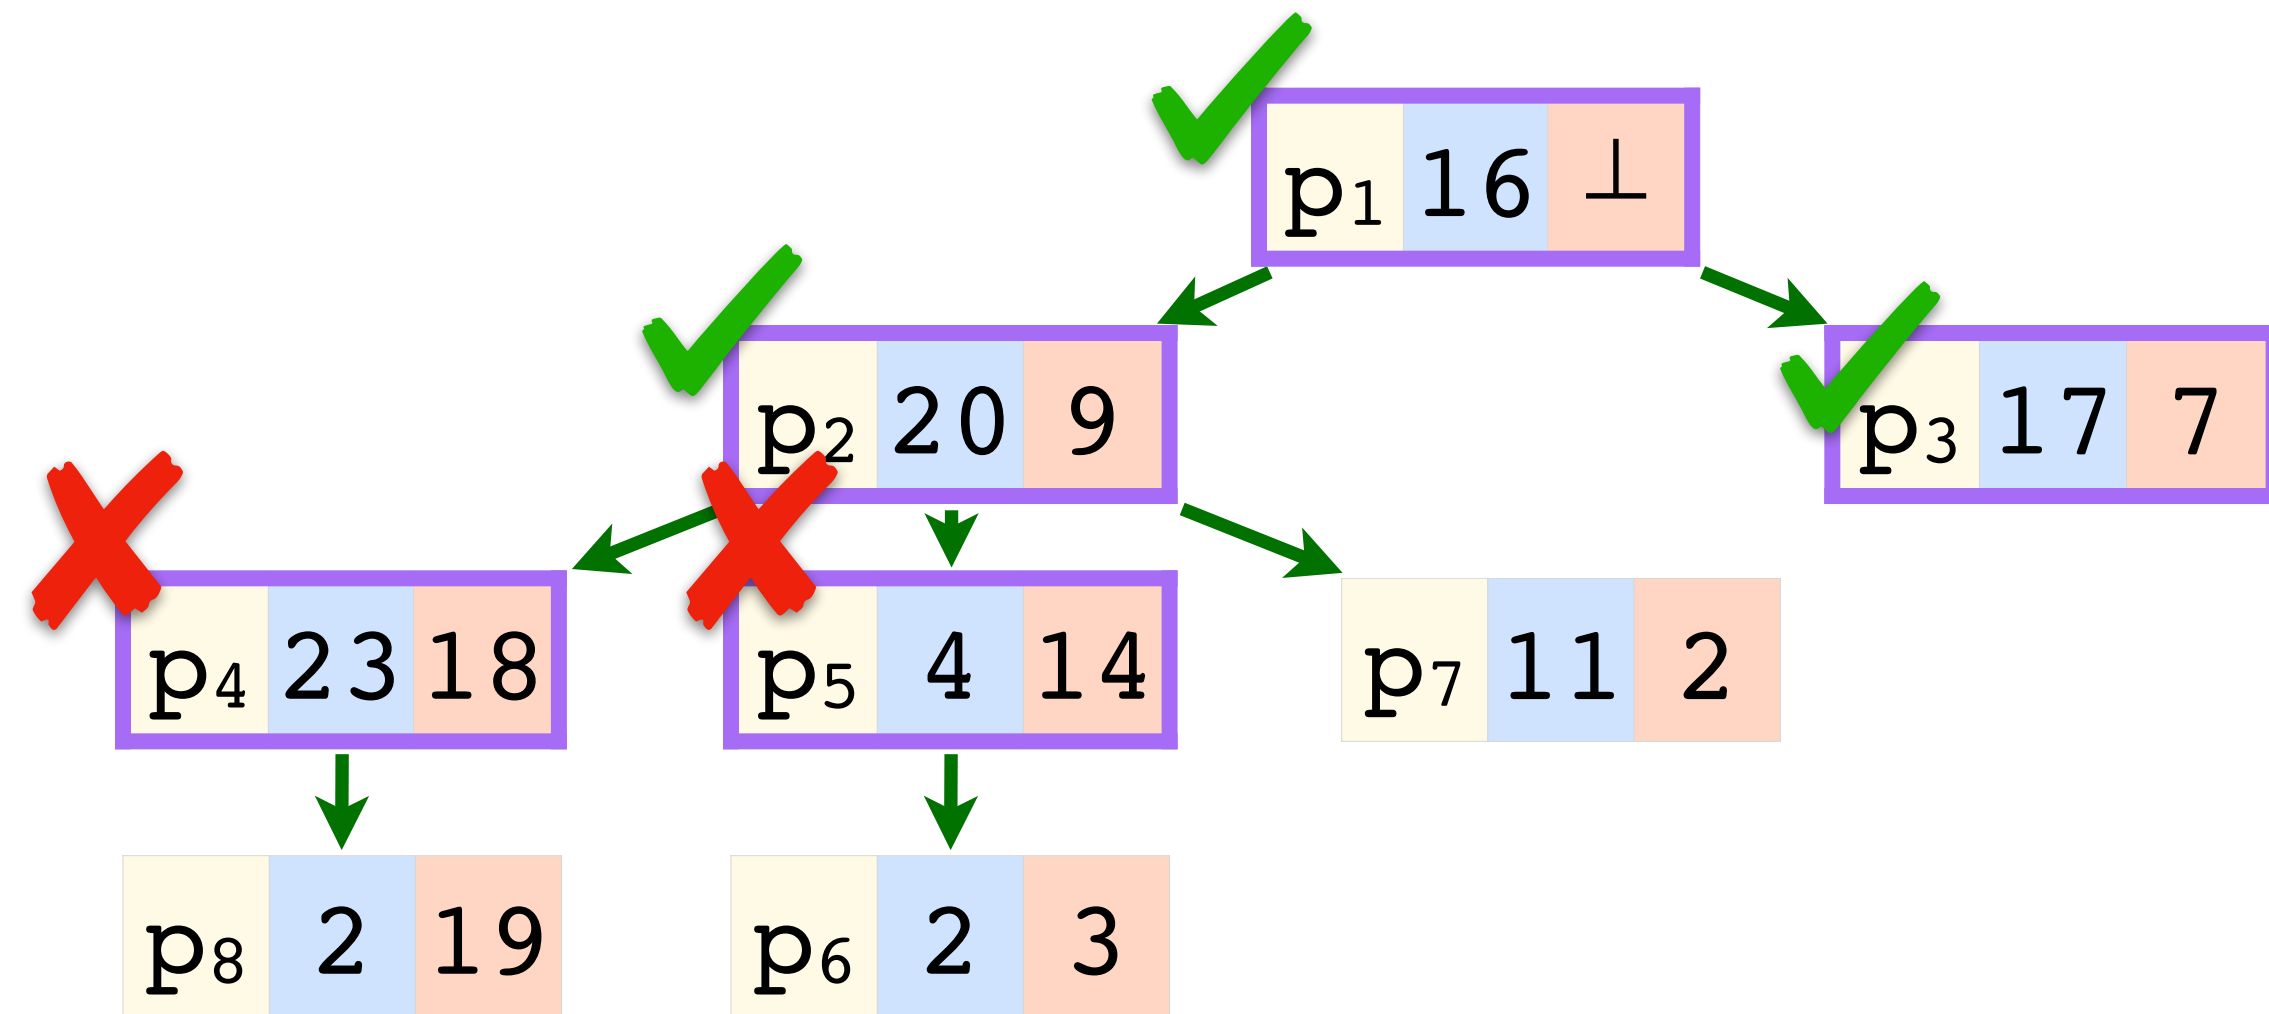 p₁ 16 ⊥
p₂ 20 9
p₃ 17 7
p₄ 23 18
p₅ 4 14
p₇ 11 2
p₈ 2 19
p₆ 2 3